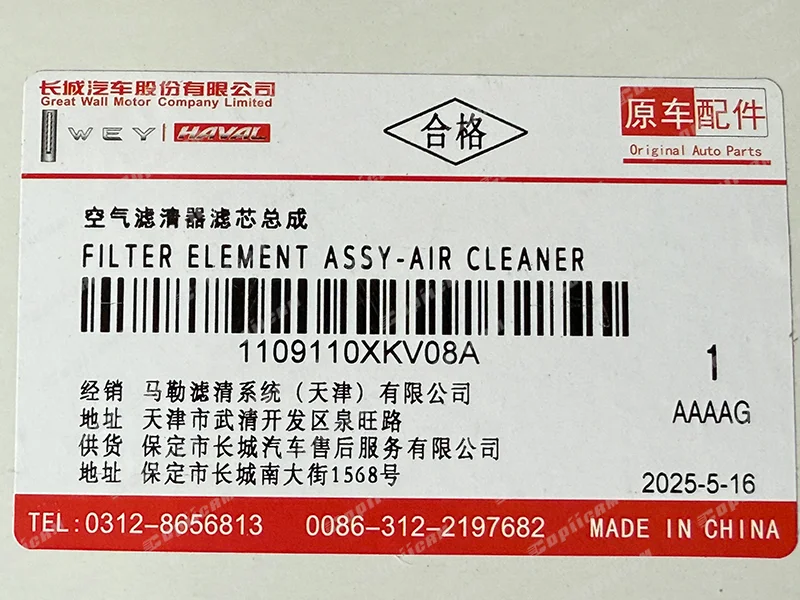 长城汽车股份有限公司
Great Wall Motor Company Limited
WEY HAVAL
合格
原车配件
Original Auto Parts
空气滤清器滤芯总成
FILTER ELEMENT ASSY-AIR CLEANER
1109110XKV08A
1
经销 马勒滤清系统（天津）有限公司
AAAAG
地址 天津市武清开发区泉旺路
供货 保定市长城汽车售后服务有限公司
地址 保定市长城南大街1568号
2025-5-16
TEL:0312-8656813 0086-312-2197682 MADE IN CHINA
CopiiCam